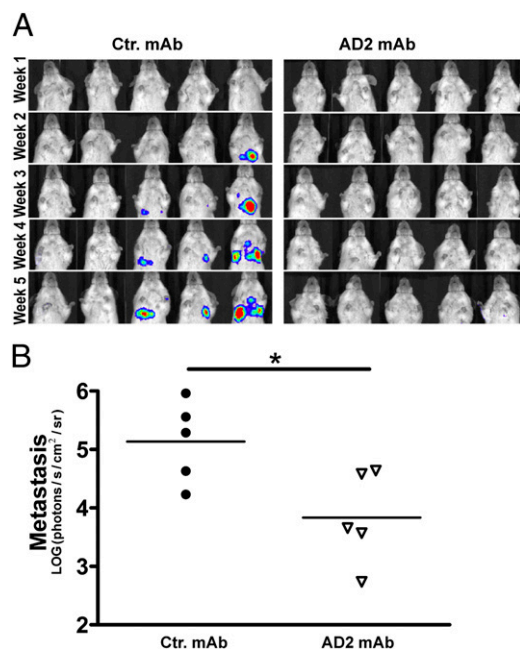 A
Ctr. mAb
AD2 mAb
Week 1
Week 2
Week 3
Week 4
Week 5
B
*
Metastasis
LOG(photons/s/cm²/sr)
6
5
4
3
2
Ctr. mAb
AD2 mAb